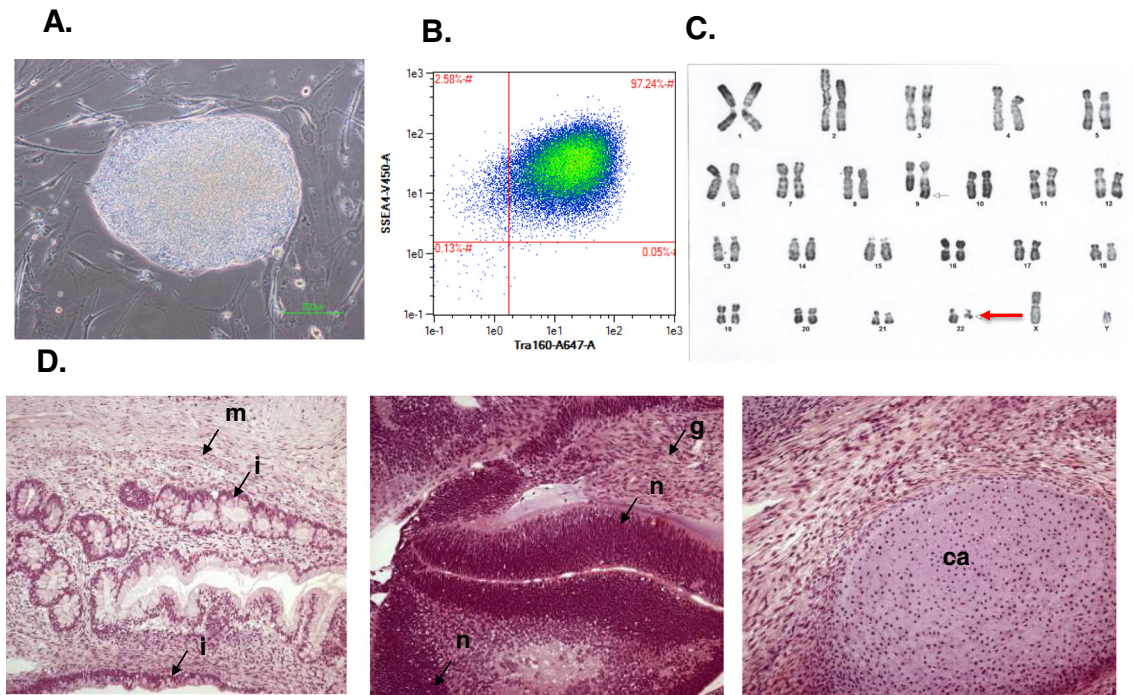 A.
B.
C.
1e3
2.58%-#
97.24%-#
1e2
1e1
1e0
0.13%-#
0.05%-
1e-1
1e-1
1e0
1e1
1e2
1e3
SSEA4-V450-A
Tra160-A647-A
1 2 3 4 5
6 7 8 9 10 11 12
13 14 15 16 17 18
19 20 21 22 X Y
D.
m
i
i
g
n
n
ca